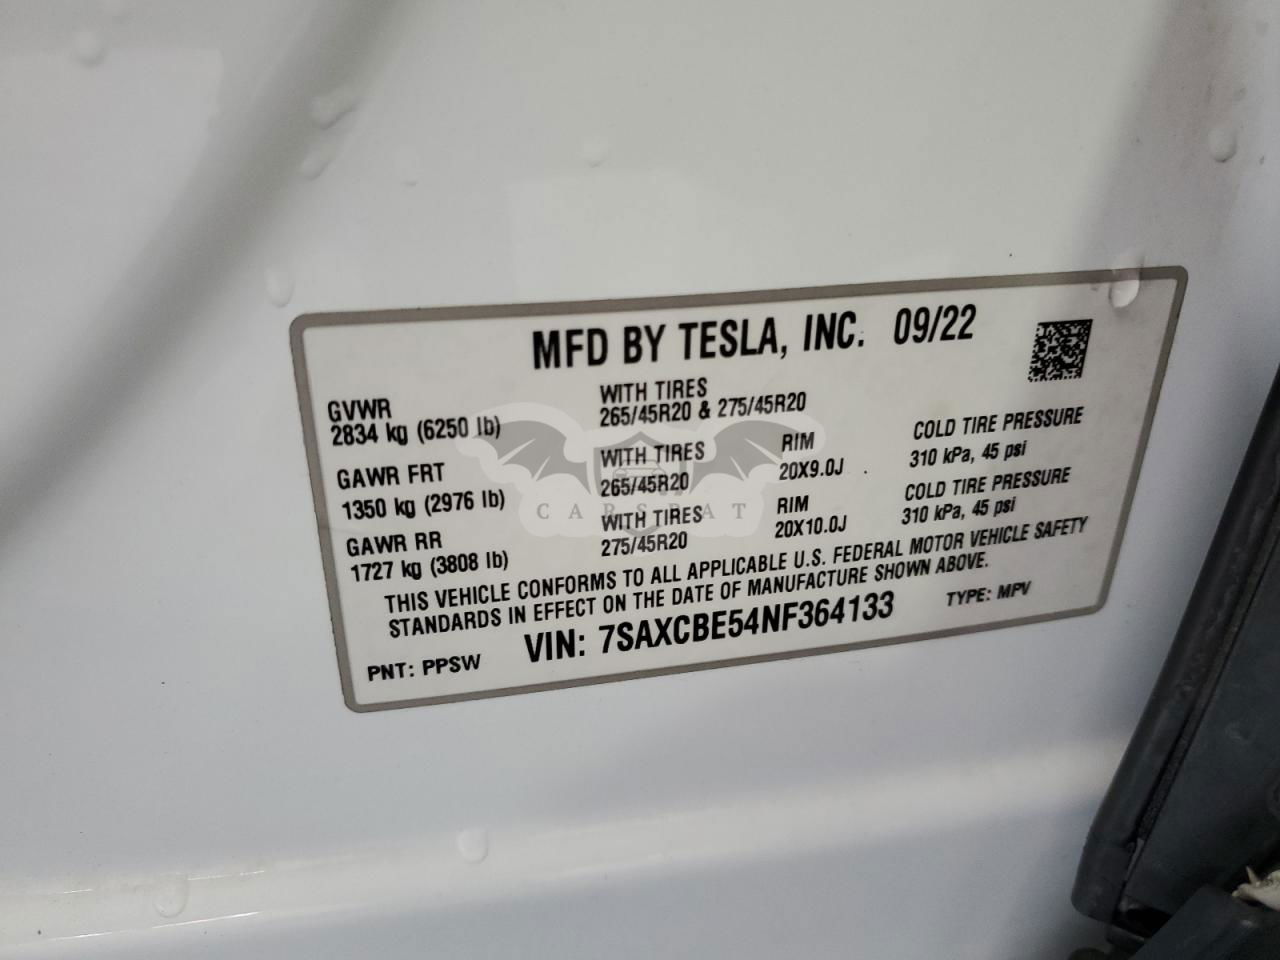 MFD BY TESLA, INC. 09/22
GVWR
2834 kg (6250 lb)
WITH TIRES
265/45R20 & 275/45R20
GAWR FRT
1350 kg (2976 lb)
WITH TIRES
265/45R20
RIM
20X9.0J
COLD TIRE PRESSURE
310 kPa, 45 psi
GAWR RR
1727 kg (3808 lb)
WITH TIRES
275/45R20
RIM
20X10.0J
COLD TIRE PRESSURE
310 kPa, 45 psi
THIS VEHICLE CONFORMS TO ALL APPLICABLE U.S. FEDERAL MOTOR VEHICLE SAFETY
STANDARDS IN EFFECT ON THE DATE OF MANUFACTURE SHOWN ABOVE.
PNT: PPSW
VIN: 7SAXCBE54NF364133
TYPE: MPV
CARSBAT